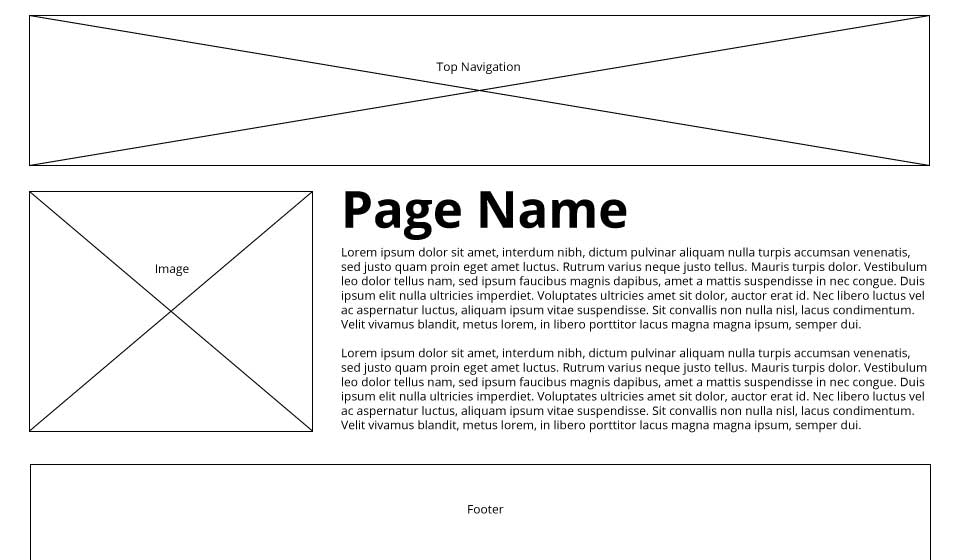 Top Navigation
Image
Page Name
Lorem ipsum dolor sit amet, interdum nibh, dictum pulvinar aliquam nulla turpis accumsan venenatis,
sed justo quam proin eget amet luctus. Rutrum varius neque justo tellus. Mauris turpis dolor. Vestibulum
leo dolor tellus nam, sed ipsum faucibus magnis dapibus, amet a mattis suspendisse in nec congue. Duis
ipsum elit nulla ultricies imperdiet. Voluptates ultricies amet sit dolor, auctor erat id. Nec libero luctus vel
ac aspernatur luctus, aliquam ipsum vitae suspendisse. Sit convallis non nulla nisl, lacus condimentum.
Velit vivamus blandit, metus lorem, in libero porttitor lacus magna magna ipsum, semper dui.
Lorem ipsum dolor sit amet, interdum nibh, dictum pulvinar aliquam nulla turpis accumsan venenatis,
sed justo quam proin eget amet luctus. Rutrum varius neque justo tellus. Mauris turpis dolor. Vestibulum
leo dolor tellus nam, sed ipsum faucibus magnis dapibus, amet a mattis suspendisse in nec congue. Duis
ipsum elit nulla ultricies imperdiet. Voluptates ultricies amet sit dolor, auctor erat id. Nec libero luctus vel
ac aspernatur luctus, aliquam ipsum vitae suspendisse. Sit convallis non nulla nisl, lacus condimentum.
Velit vivamus blandit, metus lorem, in libero porttitor lacus magna magna ipsum, semper dui.
Footer